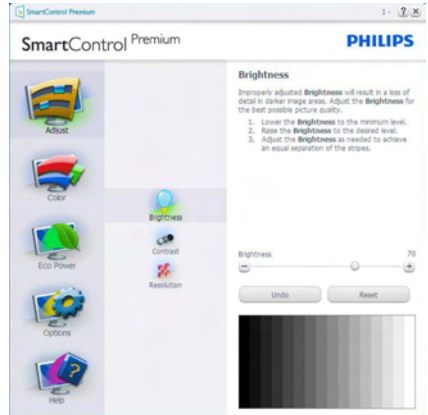 SmartControl Premium
1 - ? x
SmartControl Premium
PHILIPS
Adjust
Color
Eco Power
Options
Help
Brightness
Contrast
Resolution
Brightness
Improperly adjusted Brightness will result in a loss of
detail in darker image areas. Adjust the Brightness for
the best possible picture quality.
1. Lower the Brightness to the minimum level.
2. Raise the Brightness to the desired level.
3. Adjust the Brightness as needed to achieve
an equal separation of the stripes.
Brightness 70
Undo Reset